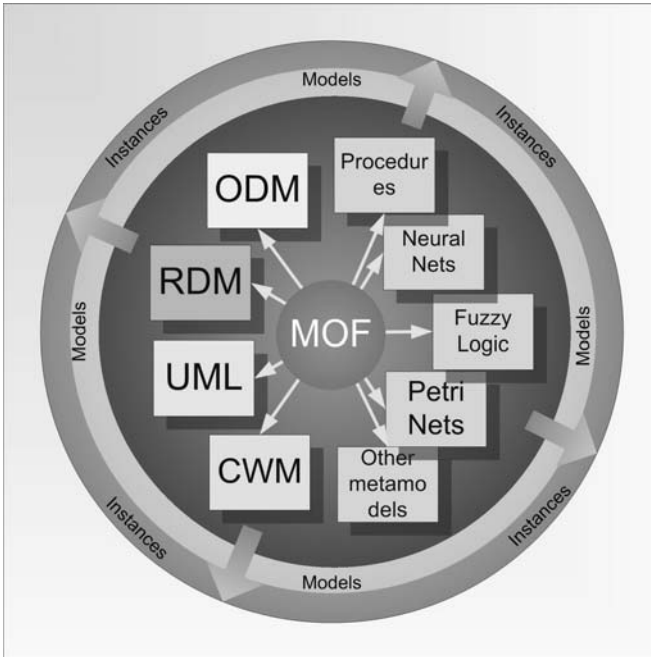 Models
Instances
Instances
Procedur
es
ODM
Neural
Nets
RDM
MOF
Fuzzy
Logic
Models
Models
UML
Petri
Nets
CWM
Other
metamo
dels
Instances
Instances
Models